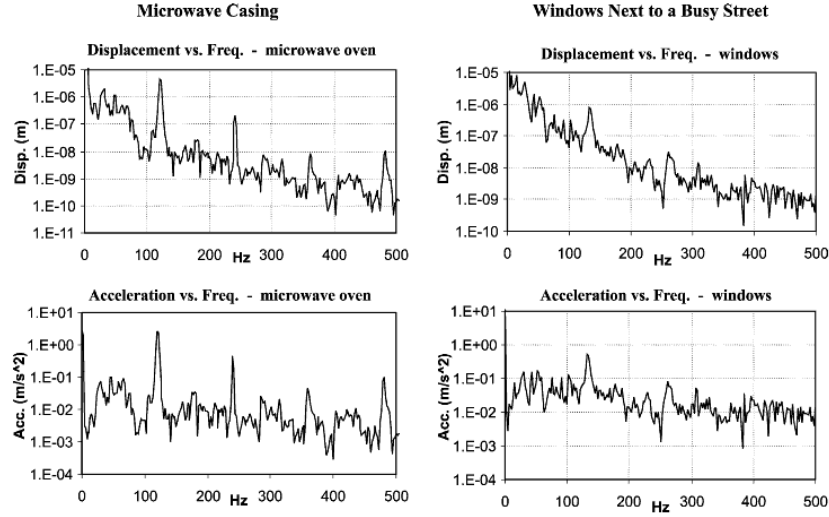 Microwave Casing
Windows Next to a Busy Street
Displacement vs. Freq. - microwave oven
1.E-05
1.E-06
1.E-07
1.E-08
1.E-09
1.E-10
1.E-11
Disp. (m)
0 100 200 300 400 500
Hz
Displacement vs. Freq. - windows
1.E-05
1.E-06
1.E-07
1.E-08
1.E-09
1.E-10
Disp. (m)
0 100 200 300 400 500
Hz
Acceleration vs. Freq. - microwave oven
1.E+01
1.E+00
1.E-01
1.E-02
1.E-03
1.E-04
Acc. (m/s^2)
0 100 200 300 400 500
Hz
Acceleration vs. Freq. - windows
1.E+01
1.E+00
1.E-01
1.E-02
1.E-03
1.E-04
Acc. (m/s^2)
0 100 200 300 400 500
Hz